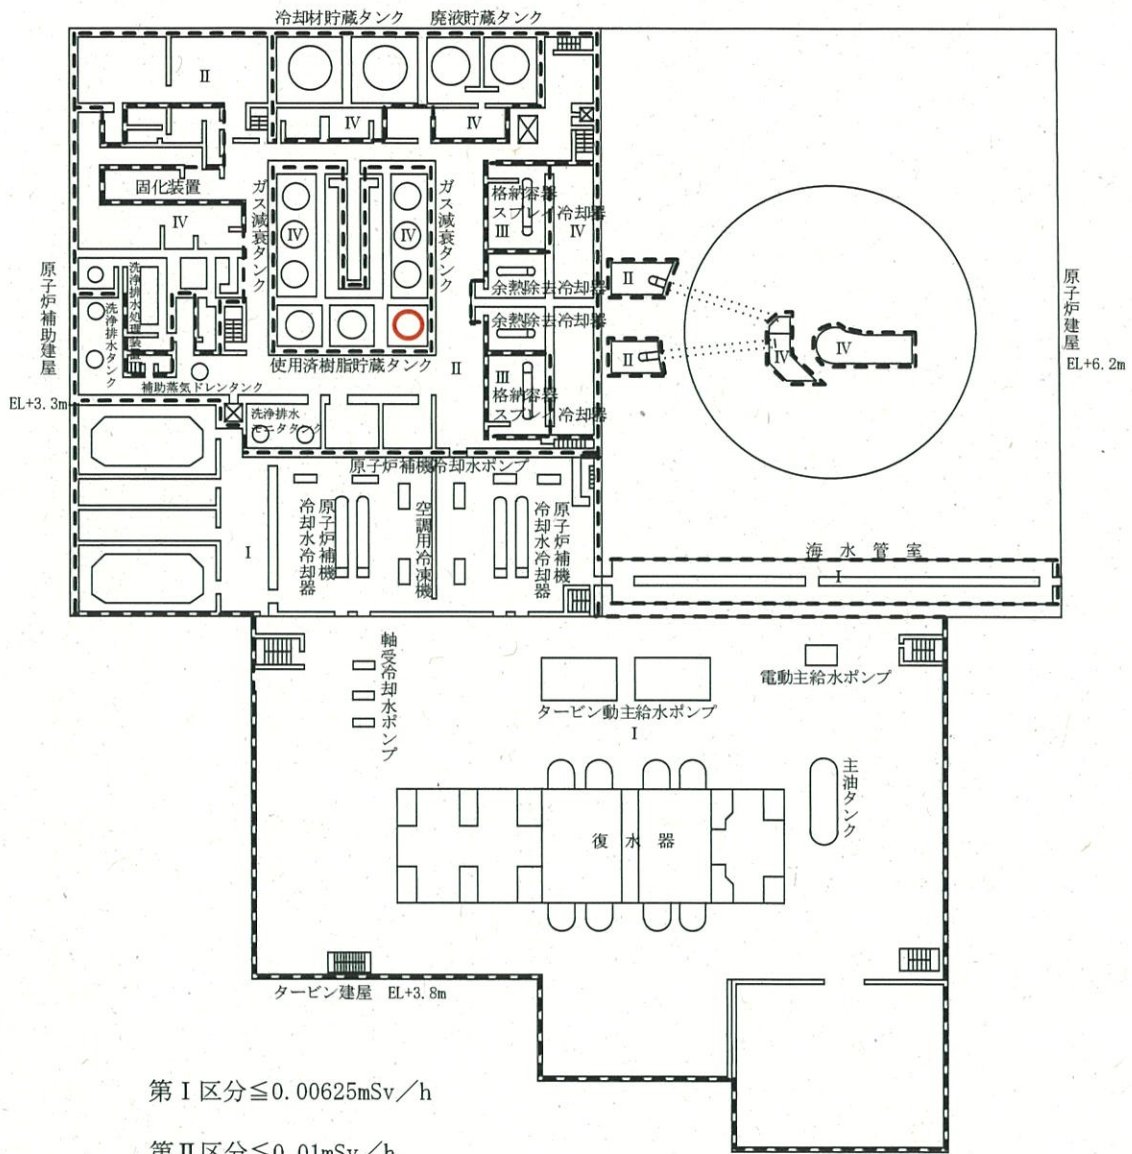 冷却材貯蔵タンク
廃液貯蔵タンク
Ⅱ
Ⅳ
Ⅳ
固化装置
Ⅳ
ガス減衰タンク
Ⅳ
Ⅳ
ガス減衰タンク
格納容器
スプレイ冷却器
Ⅲ
Ⅳ
余熱除去冷却器
余熱除去冷却器
Ⅲ
格納容器
スプレイ冷却器
Ⅱ
Ⅱ
Ⅱ
Ⅳ
Ⅳ
原子炉建屋
EL+6.2m
原子炉補助建屋
EL+3.3m
洗浄排水処理装置
洗浄排水タンク
使用済樹脂貯蔵タンク
補助蒸気ドレンタンク
洗浄排水
モニタタンク
原子炉補機冷却水ポンプ
原子炉補機
冷却水冷却器
空調用冷凍機
原子炉補機
冷却水冷却器
Ⅰ
海水管室
Ⅰ
軸受冷却水ポンプ
タービン動主給水ポンプ
Ⅰ
電動主給水ポンプ
主油タンク
復水器
タービン建屋 EL+3.8m
第Ⅰ区分≦0.00625mSv／h
第Ⅱ区分≦0.01mSv／h